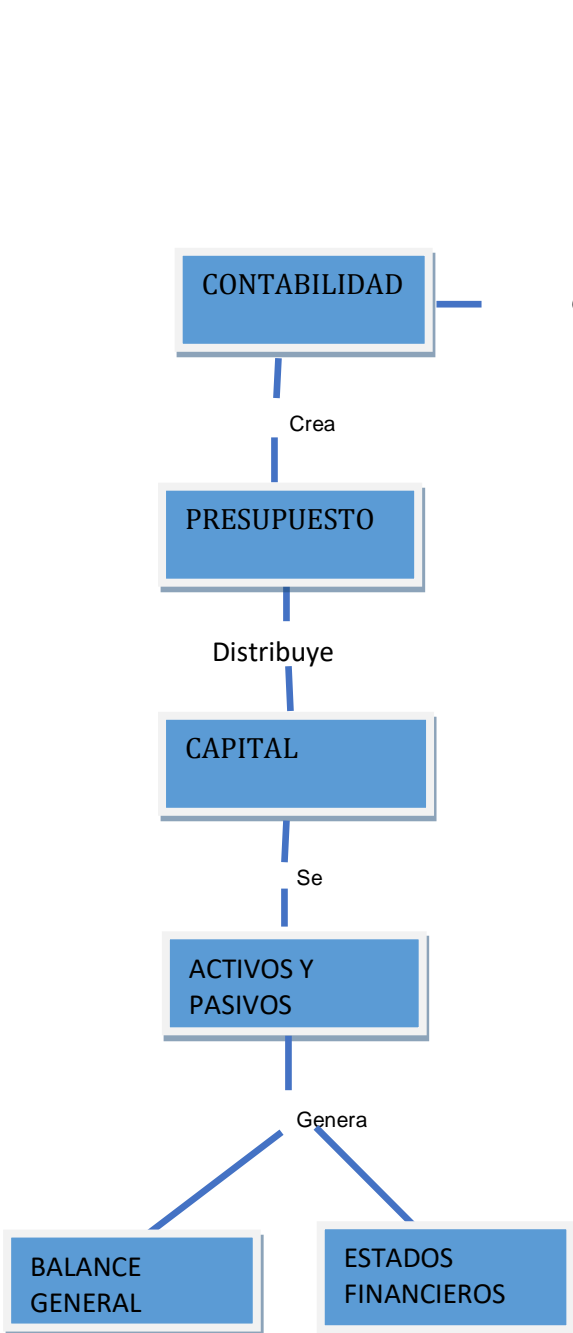 CONTABILIDAD
Crea
PRESUPUESTO
Distribuye
CAPITAL
Se
ACTIVOS Y
PASIVOS
Genera
BALANCE
GENERAL
ESTADOS
FINANCIEROS